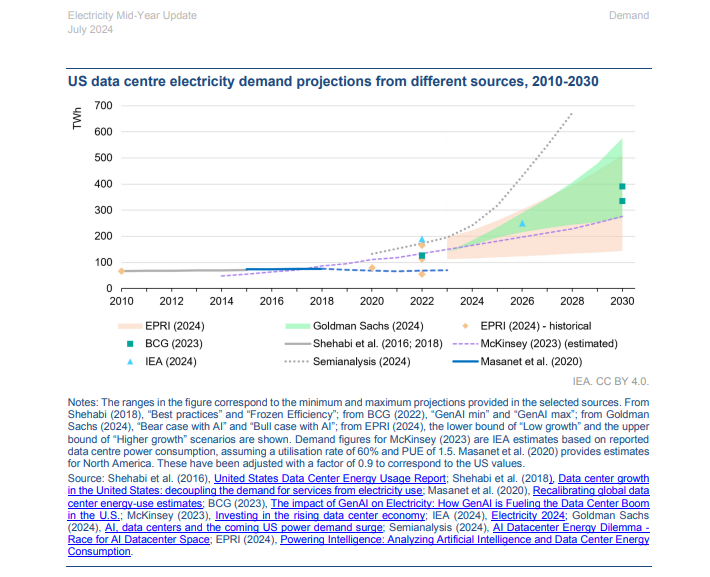 Electricity Mid-Year Update
Demand
July 2024
US data centre electricity demand projections from different sources, 2010-2030
TWh
700
600
500
400
300
200
100
0
2010 2012 2014 2016 2018 2020 2022 2024 2026 2028 2030
EPRI (2024)
Goldman Sachs (2024)
EPRI (2024) - historical
BCG (2023)
Shehabi et al. (2016; 2018)
McKinsey (2023) (estimated)
IEA (2024)
Semianalysis (2024)
Masanet et al. (2020)
IEA. CC BY 4.0.
Notes: The ranges in the figure correspond to the minimum and maximum projections provided in the selected sources. From
Shehabi (2018), “Best practices” and “Frozen Efficiency”; from BCG (2022), “GenAI min” and “GenAI max”; from Goldman
Sachs (2024), “Bear case with AI” and “Bull case with AI”; from EPRI (2024), the lower bound of “Low growth” and the upper
bound of “Higher growth” scenarios are shown. Demand figures for McKinsey (2023) are IEA estimates based on reported
data centre power consumption, assuming a utilisation rate of 60% and PUE of 1.5. Masanet et al. (2020) provides estimates
for North America. These have been adjusted with a factor of 0.9 to correspond to the US values.
Source: Shehabi et al. (2016), United States Data Center Energy Usage Report; Shehabi et al. (2018), Data center growth
in the United States: decoupling the demand for services from electricity use; Masanet et al. (2020), Recalibrating global data
center energy-use estimates; BCG (2023), The impact of GenAI on Electricity: How GenAI is Fueling the Data Center Boom
in the U.S.; McKinsey (2023), Investing in the rising data center economy; IEA (2024), Electricity 2024; Goldman Sachs
(2024), AI, data centers and the coming US power demand surge; Semianalysis (2024), AI Datacenter Energy Dilemma -
Race for AI Datacenter Space; EPRI (2024), Powering Intelligence: Analyzing Artificial Intelligence and Data Center Energy
Consumption.